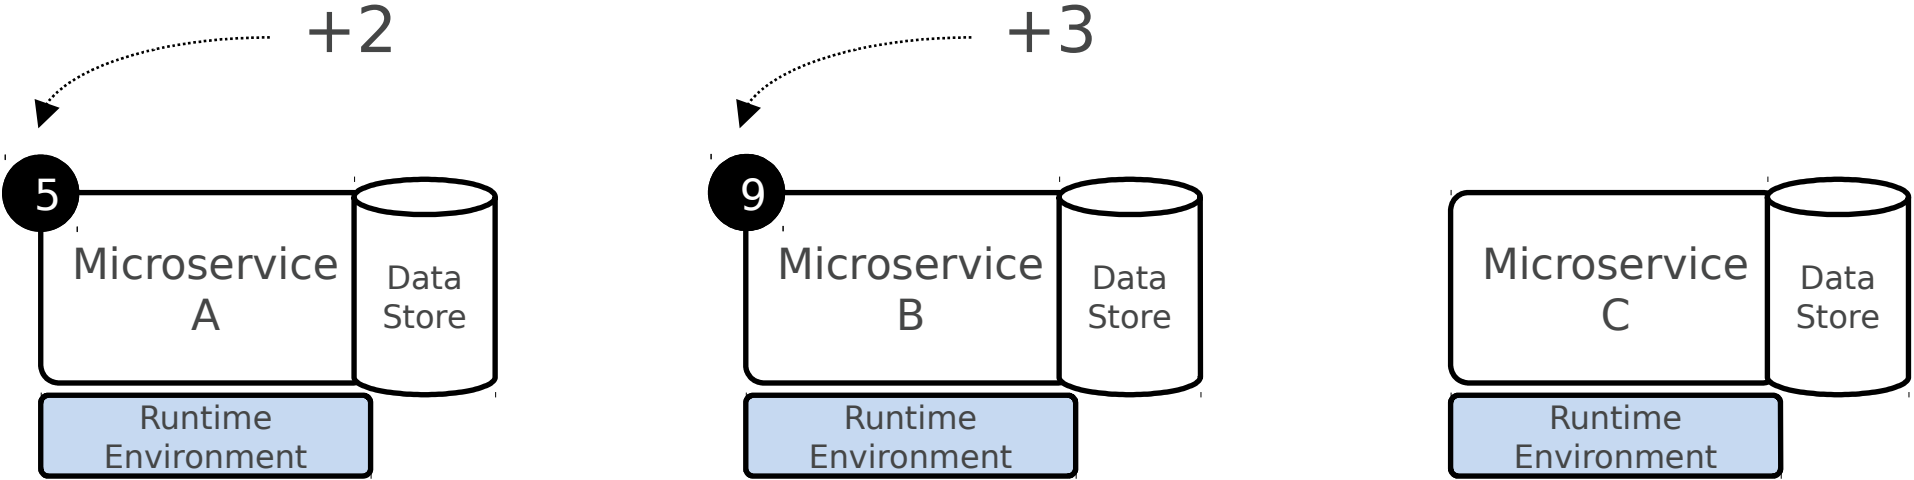 +2
+3
5
9
Microservice
A
Data
Store
Microservice
B
Data
Store
Microservice
C
Data
Store
Runtime
Environment
Runtime
Environment
Runtime
Environment